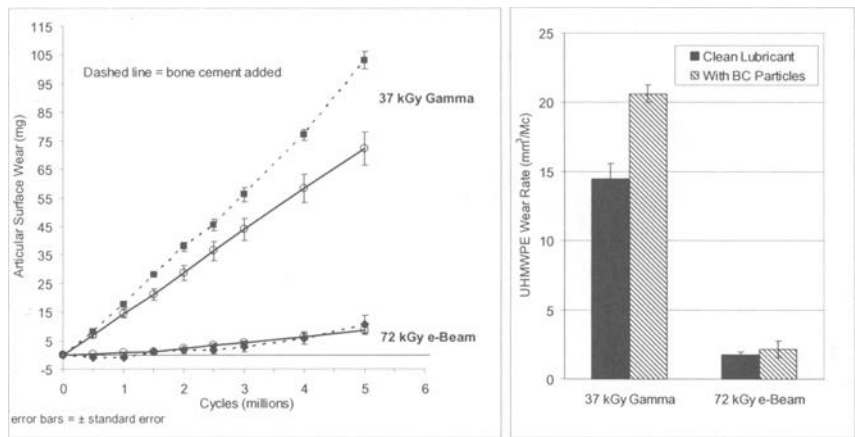 115
105
95
85
75
65
55
45
35
25
15
5
-5
Articular Surface Wear (mg)
Dashed line = bone cement added
37 kGy Gamma
72 kGy e-Beam
0 1 2 3 4 5 6
Cycles (millions)
error bars = ± standard error
25
20
15
10
5
0
UHMWPE Wear Rate (mm³/Mc)
Clean Lubricant
With BC Particles
37 kGy Gamma 72 kGy e-Beam